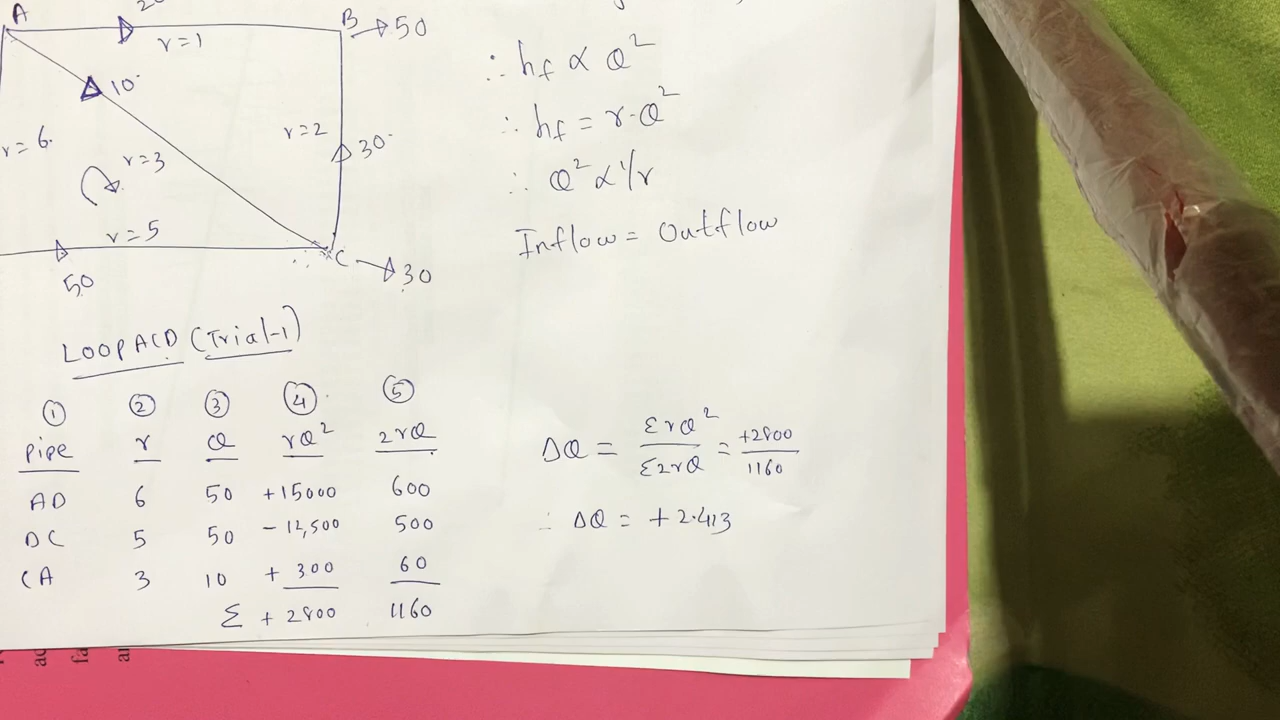 A
20
B
50
r=1
10
r=6
r=3
r=2
30
r=5
C
30
50
∴ hf ∝ Q²
∴ hf = r·Q²
∴ Q² ∝ 1/r
Inflow = Outflow
LOOP ACD (Trial-1)
① ② ③ ④ ⑤
Pipe r Q rQ² 2rQ
AD 6 50 +15000 600
DC 5 50 -12,500 500
CA 3 10 + 300 60
Σ + 2800 1160
ΔQ = ΣrQ² / Σ2rQ = +2800 / 1160
∴ ΔQ = +2.413